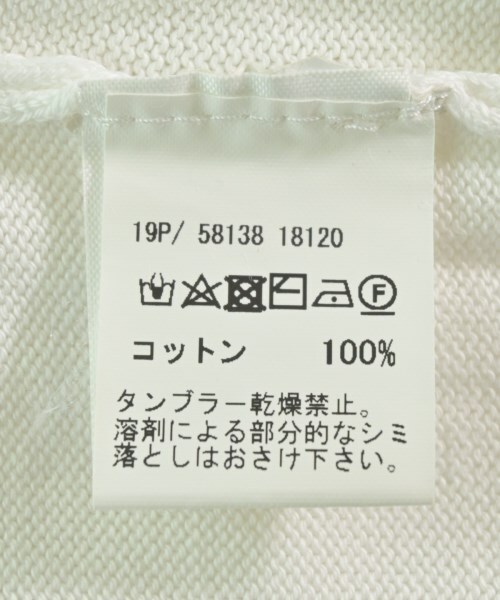 19P/ 58138 18120
F
コットン 100%
タンブラー乾燥禁止。
溶剤による部分的なシミ
落としはおさけ下さい。